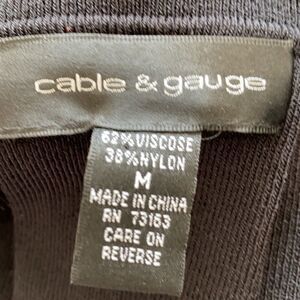 cable & gauge
62%VISCOSE
38%NYLON
M
MADE IN CHINA
RN 73163
CARE ON
REVERSE